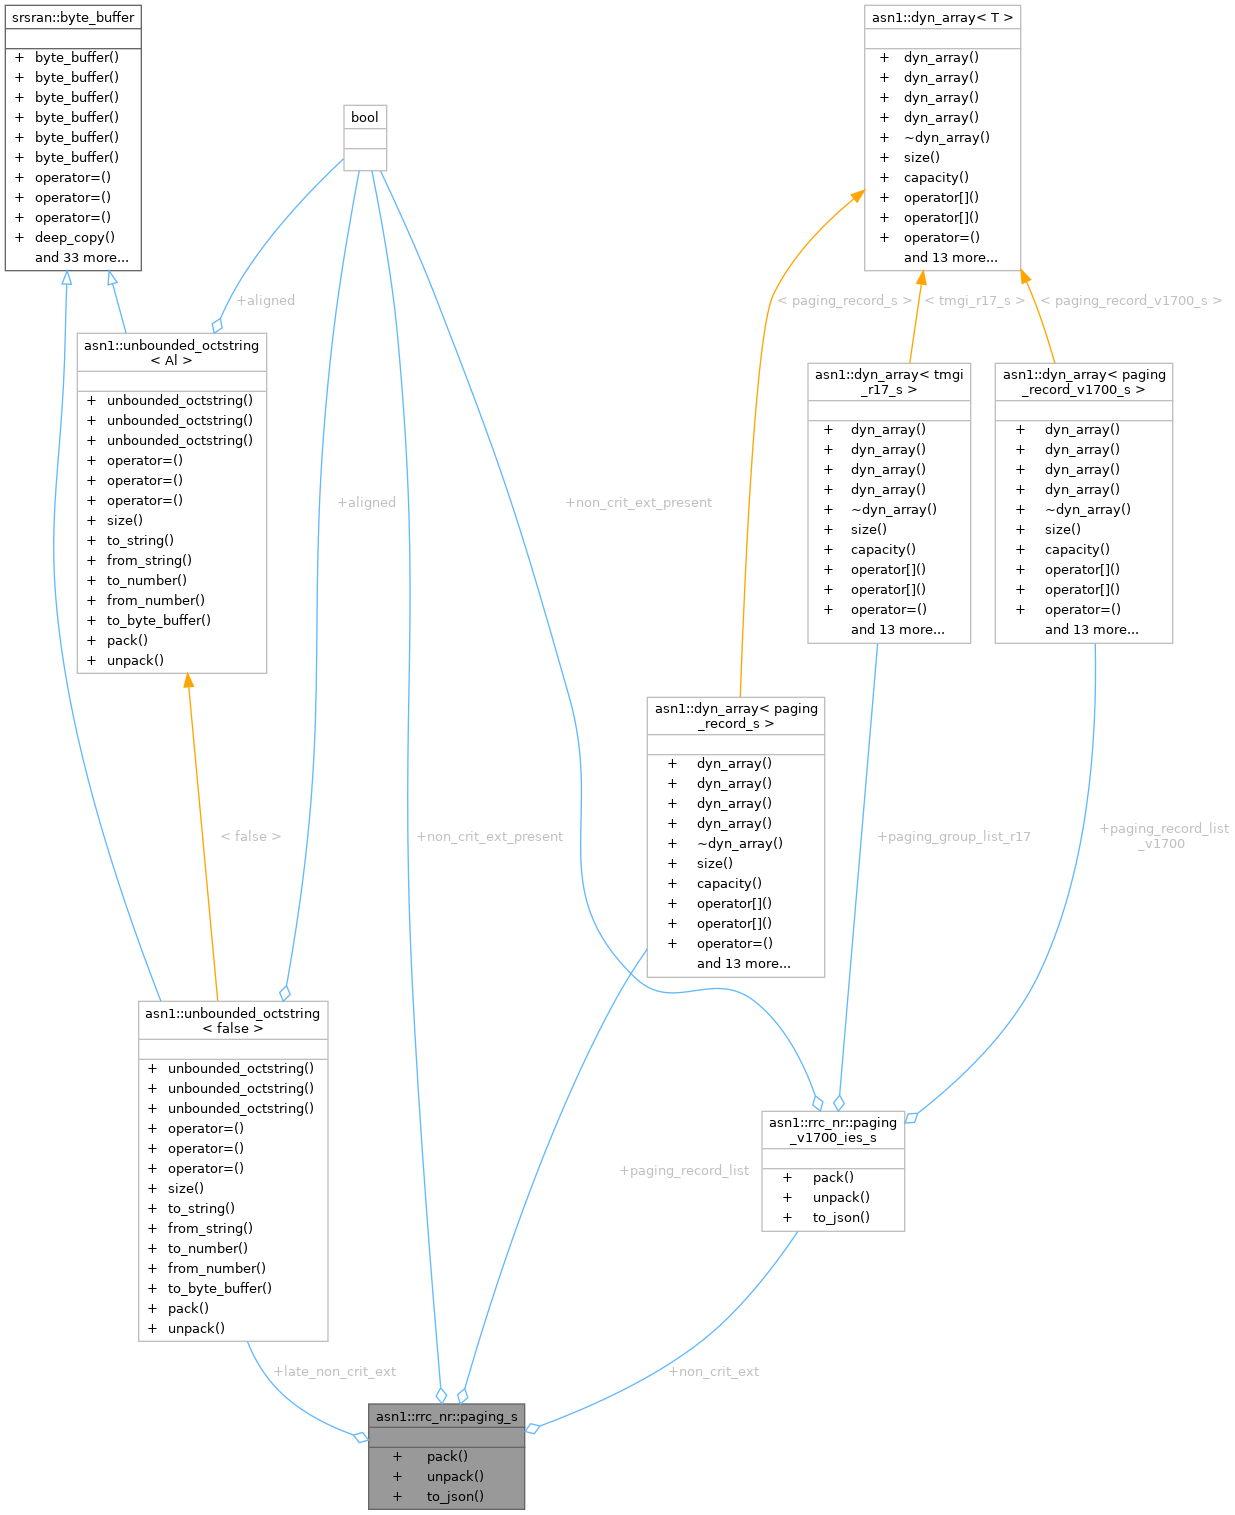 srsran::byte_buffer
+ byte_buffer()
+ byte_buffer()
+ byte_buffer()
+ byte_buffer()
+ byte_buffer()
+ byte_buffer()
+ operator=()
+ operator=()
+ operator=()
+ deep_copy()
and 33 more...
bool
asn1::dyn_array< T >
+ dyn_array()
+ dyn_array()
+ dyn_array()
+ dyn_array()
+ ~dyn_array()
+ size()
+ capacity()
+ operator[]()
+ operator[]()
+ operator=()
and 13 more...
+aligned
< paging_record_s >
< tmgi_r17_s >
< paging_record_v1700_s >
asn1::unbounded_octstring
< Al >
+ unbounded_octstring()
+ unbounded_octstring()
+ unbounded_octstring()
+ operator=()
+ operator=()
+ operator=()
+ size()
+ to_string()
+ from_string()
+ to_number()
+ from_number()
+ to_byte_buffer()
+ pack()
+ unpack()
asn1::dyn_array< tmgi
_r17_s >
+ dyn_array()
+ dyn_array()
+ dyn_array()
+ dyn_array()
+ ~dyn_array()
+ size()
+ capacity()
+ operator[]()
+ operator[]()
+ operator=()
and 13 more...
asn1::dyn_array< paging
_record_v1700_s >
+ dyn_array()
+ dyn_array()
+ dyn_array()
+ dyn_array()
+ ~dyn_array()
+ size()
+ capacity()
+ operator[]()
+ operator[]()
+ operator=()
and 13 more...
+aligned
+non_crit_ext_present
asn1::dyn_array< paging
_record_s >
+ dyn_array()
+ dyn_array()
+ dyn_array()
+ dyn_array()
+ ~dyn_array()
+ size()
+ capacity()
+ operator[]()
+ operator[]()
+ operator=()
and 13 more...
< false >
+non_crit_ext_present
+paging_group_list_r17
+paging_record_list
_v1700
asn1::unbounded_octstring
< false >
+ unbounded_octstring()
+ unbounded_octstring()
+ unbounded_octstring()
+ operator=()
+ operator=()
+ operator=()
+ size()
+ to_string()
+ from_string()
+ to_number()
+ from_number()
+ to_byte_buffer()
+ pack()
+ unpack()
+paging_record_list
asn1::rrc_nr::paging
_v1700_ies_s
+ pack()
+ unpack()
+ to_json()
+late_non_crit_ext
+non_crit_ext
asn1::rrc_nr::paging_s
+ pack()
+ unpack()
+ to_json()